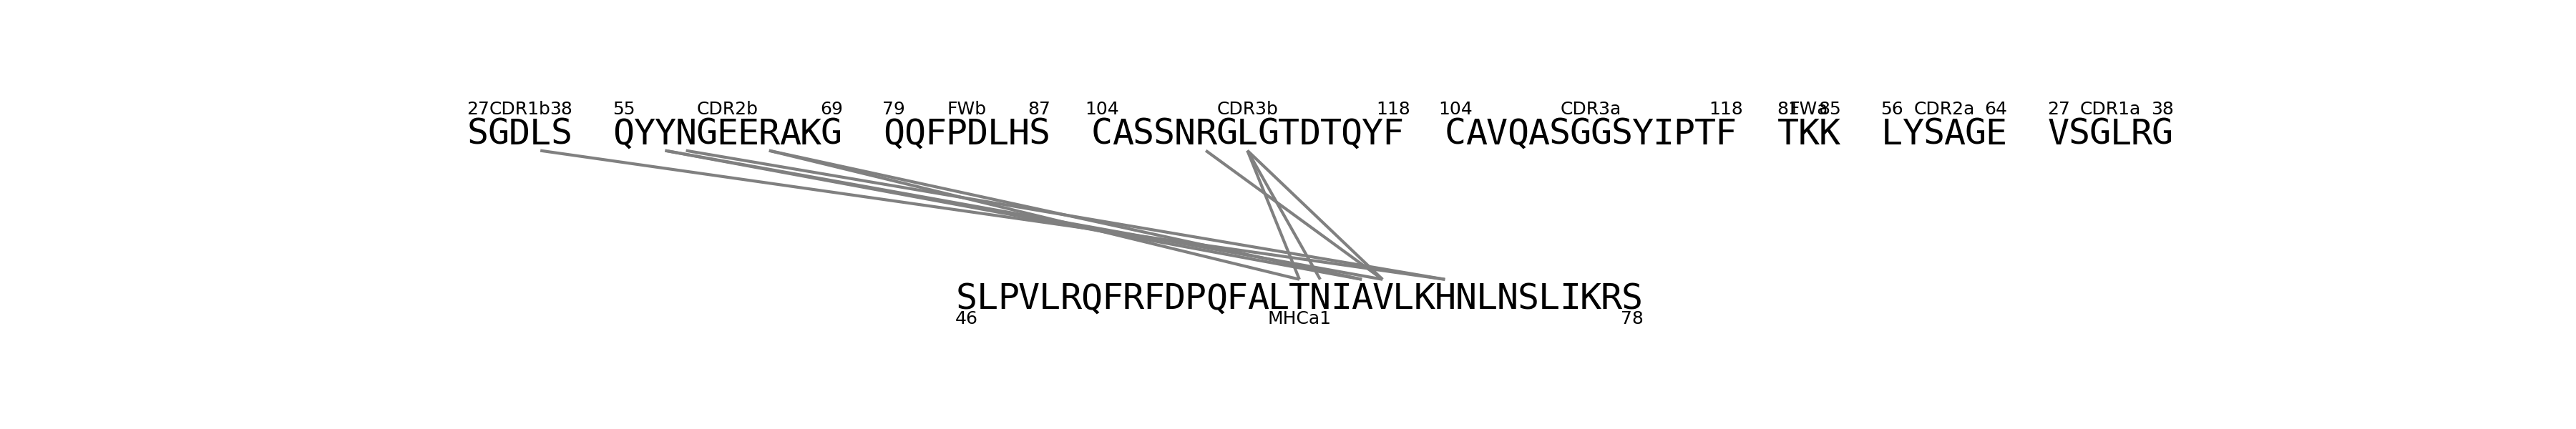 27CDR1b38 55 CDR2b 69 79 FWb 87 104 CDR3b 118 104 CDR3a 118 81FWa85 56 CDR2a 64 27 CDR1a 38
SGDLS QYYNGEERAKG QQFPDLHS CASSNRGLGTDTQYF CAVQASGGSYIPTF TKK LYSAGE VSGLRG
SLPVLRQFRFDPQFALTNIAVLKHNLNSLIKRS
46 MHCa1 78